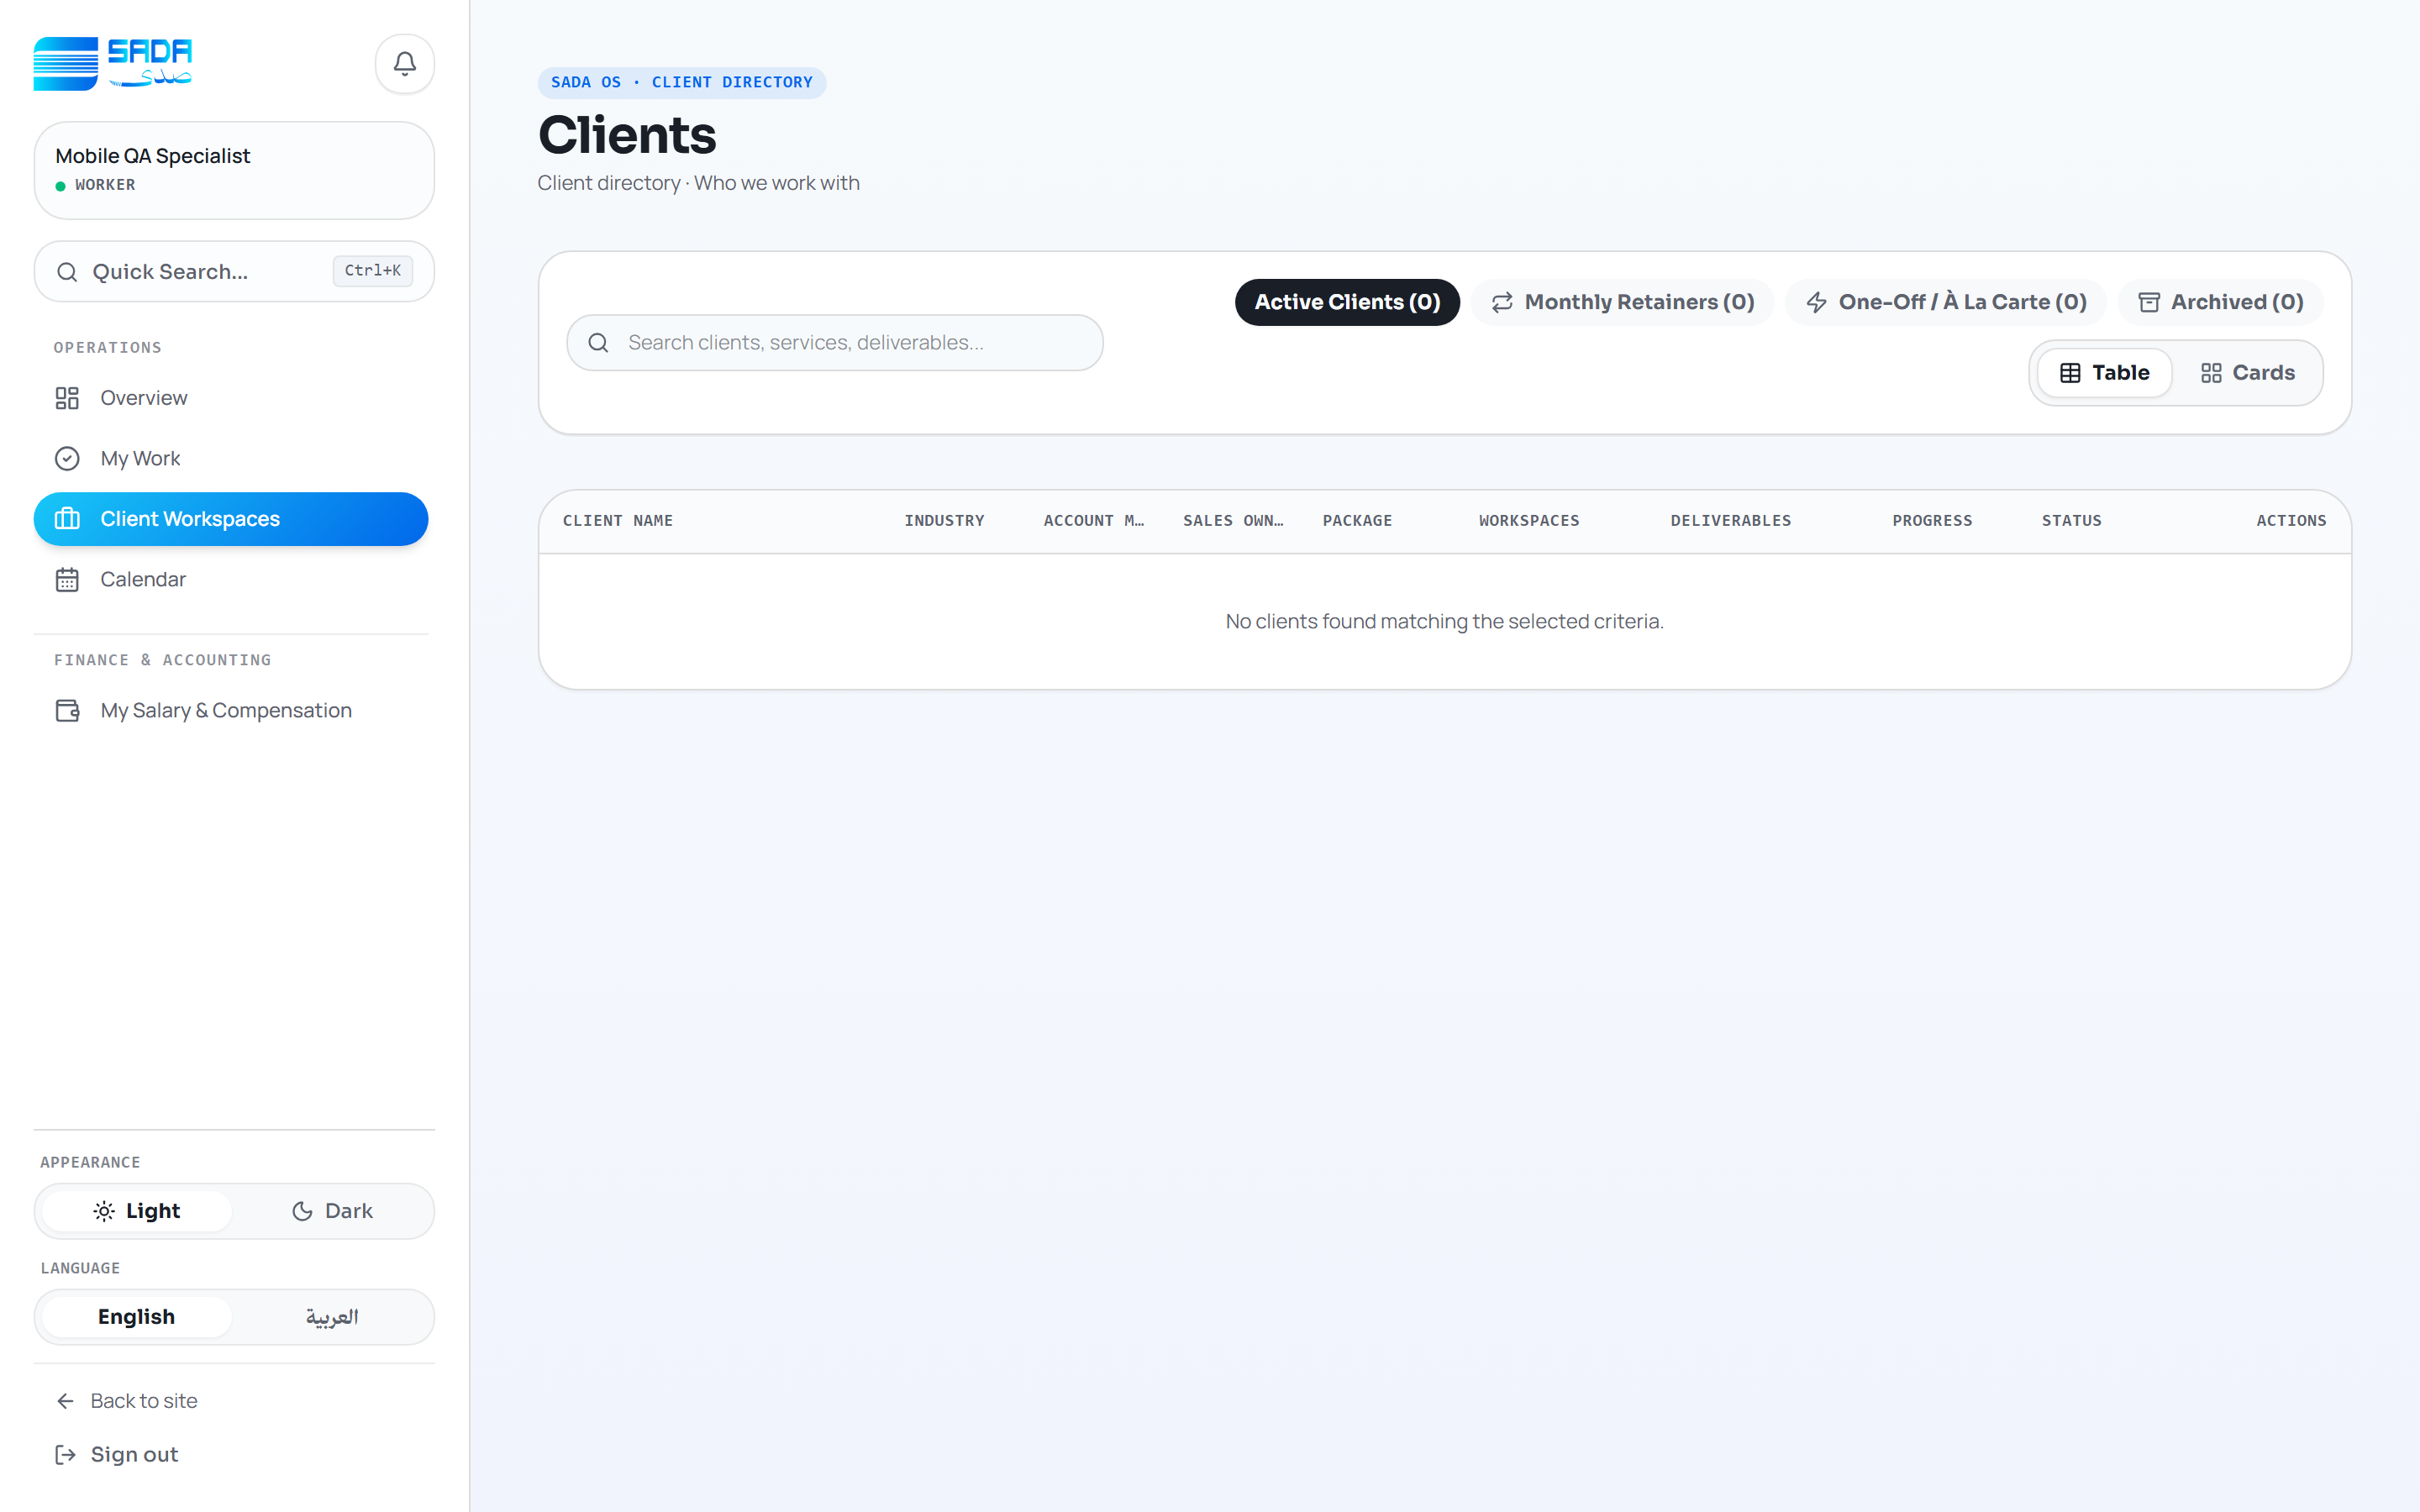 SADA
صدى
Mobile QA Specialist
WORKER
Quick Search...
Ctrl+K
OPERATIONS
Overview
My Work
Client Workspaces
Calendar
FINANCE & ACCOUNTING
My Salary & Compensation
APPEARANCE
Light
Dark
LANGUAGE
English
العربية
Back to site
Sign out
SADA OS · CLIENT DIRECTORY
Clients
Client directory · Who we work with
Search clients, services, deliverables...
Active Clients (0)
Monthly Retainers (0)
One-Off / À La Carte (0)
Archived (0)
Table
Cards
CLIENT NAME INDUSTRY ACCOUNT M... SALES OWN... PACKAGE WORKSPACES DELIVERABLES PROGRESS STATUS ACTIONS
No clients found matching the selected criteria.